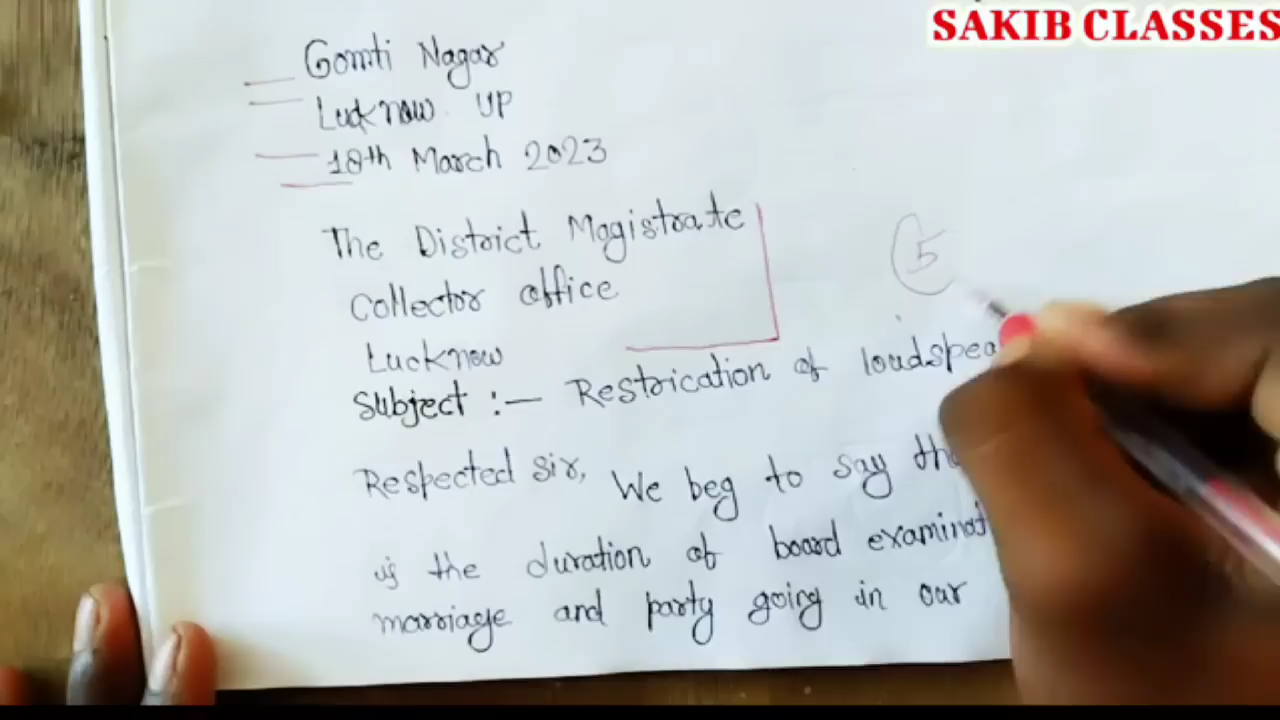 SAKIB CLASSES
Gomti Nagar
Lucknow UP
18th March 2023
The District Magistrate
Collector office
Lucknow
5
Subject :— Restrication of loudspea
Respected sir, We beg to say
is the duration of board examinat
marriage and party going in our